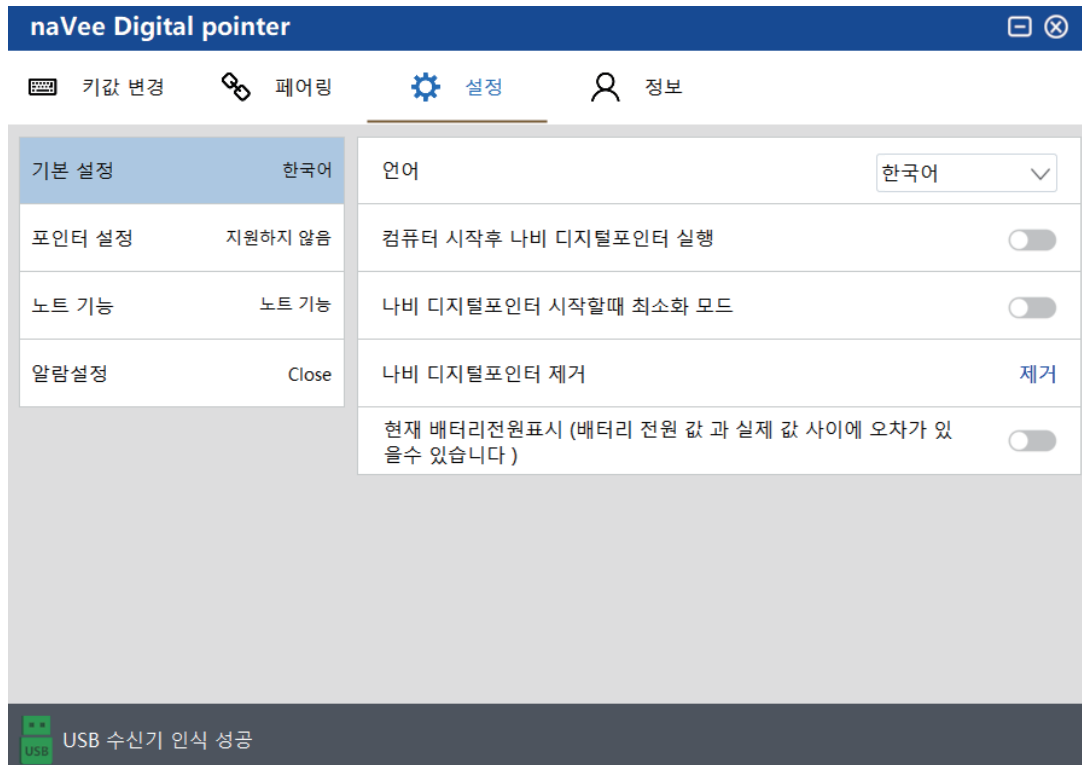 naVee Digital pointer
키값 변경 페어링 설정 정보
기본 설정 한국어
포인터 설정 지원하지 않음
노트 기능 노트 기능
알람설정 Close
언어 한국어
컴퓨터 시작후 나비 디지털포인터 실행
나비 디지털포인터 시작할때 최소화 모드
나비 디지털포인터 제거 제거
현재 배터리전원표시 (배터리 전원 값 과 실제 값 사이에 오차가 있
을수 있습니다 )
USB USB 수신기 인식 성공